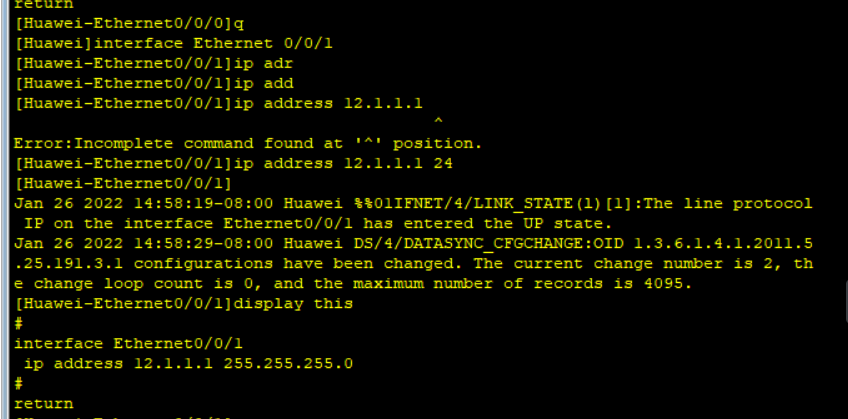 return
[Huawei-Ethernet0/0/0]q
[Huawei]interface Ethernet 0/0/1
[Huawei-Ethernet0/0/1]ip adr
[Huawei-Ethernet0/0/1]ip add
[Huawei-Ethernet0/0/1]ip address 12.1.1.1
^
Error:Incomplete command found at '^' position.
[Huawei-Ethernet0/0/1]ip address 12.1.1.1 24
[Huawei-Ethernet0/0/1]
Jan 26 2022 14:58:19-08:00 Huawei %%01IFNET/4/LINK_STATE(l)[1]:The line protocol
IP on the interface Ethernet0/0/1 has entered the UP state.
Jan 26 2022 14:58:29-08:00 Huawei DS/4/DATASYNC_CFGCHANGE:OID 1.3.6.1.4.1.2011.5
.25.191.3.1 configurations have been changed. The current change number is 2, th
e change loop count is 0, and the maximum number of records is 4095.
[Huawei-Ethernet0/0/1]display this
#
interface Ethernet0/0/1
ip address 12.1.1.1 255.255.255.0
#
return